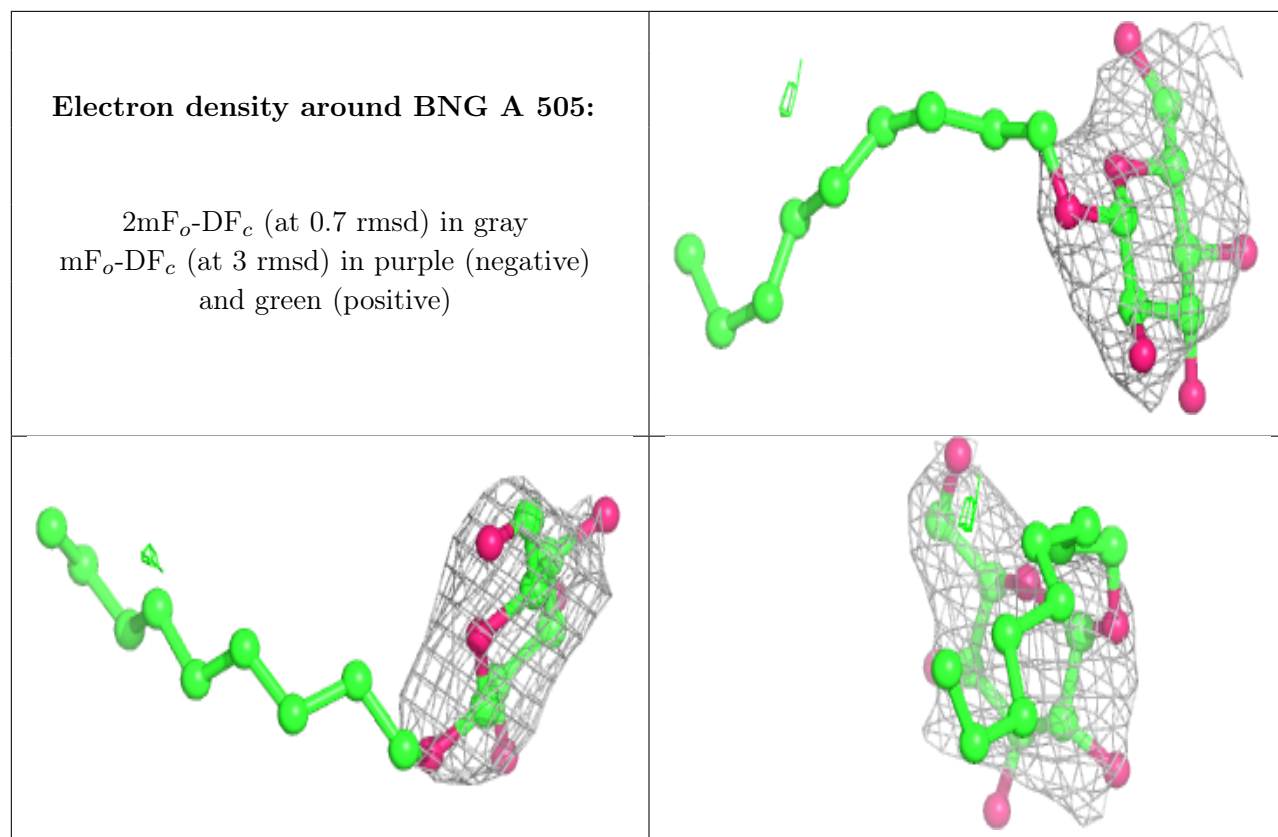 Electron density around BNG A 505:
2mFo-DFc (at 0.7 rmsd) in gray
mFo-DFc (at 3 rmsd) in purple (negative)
and green (positive)